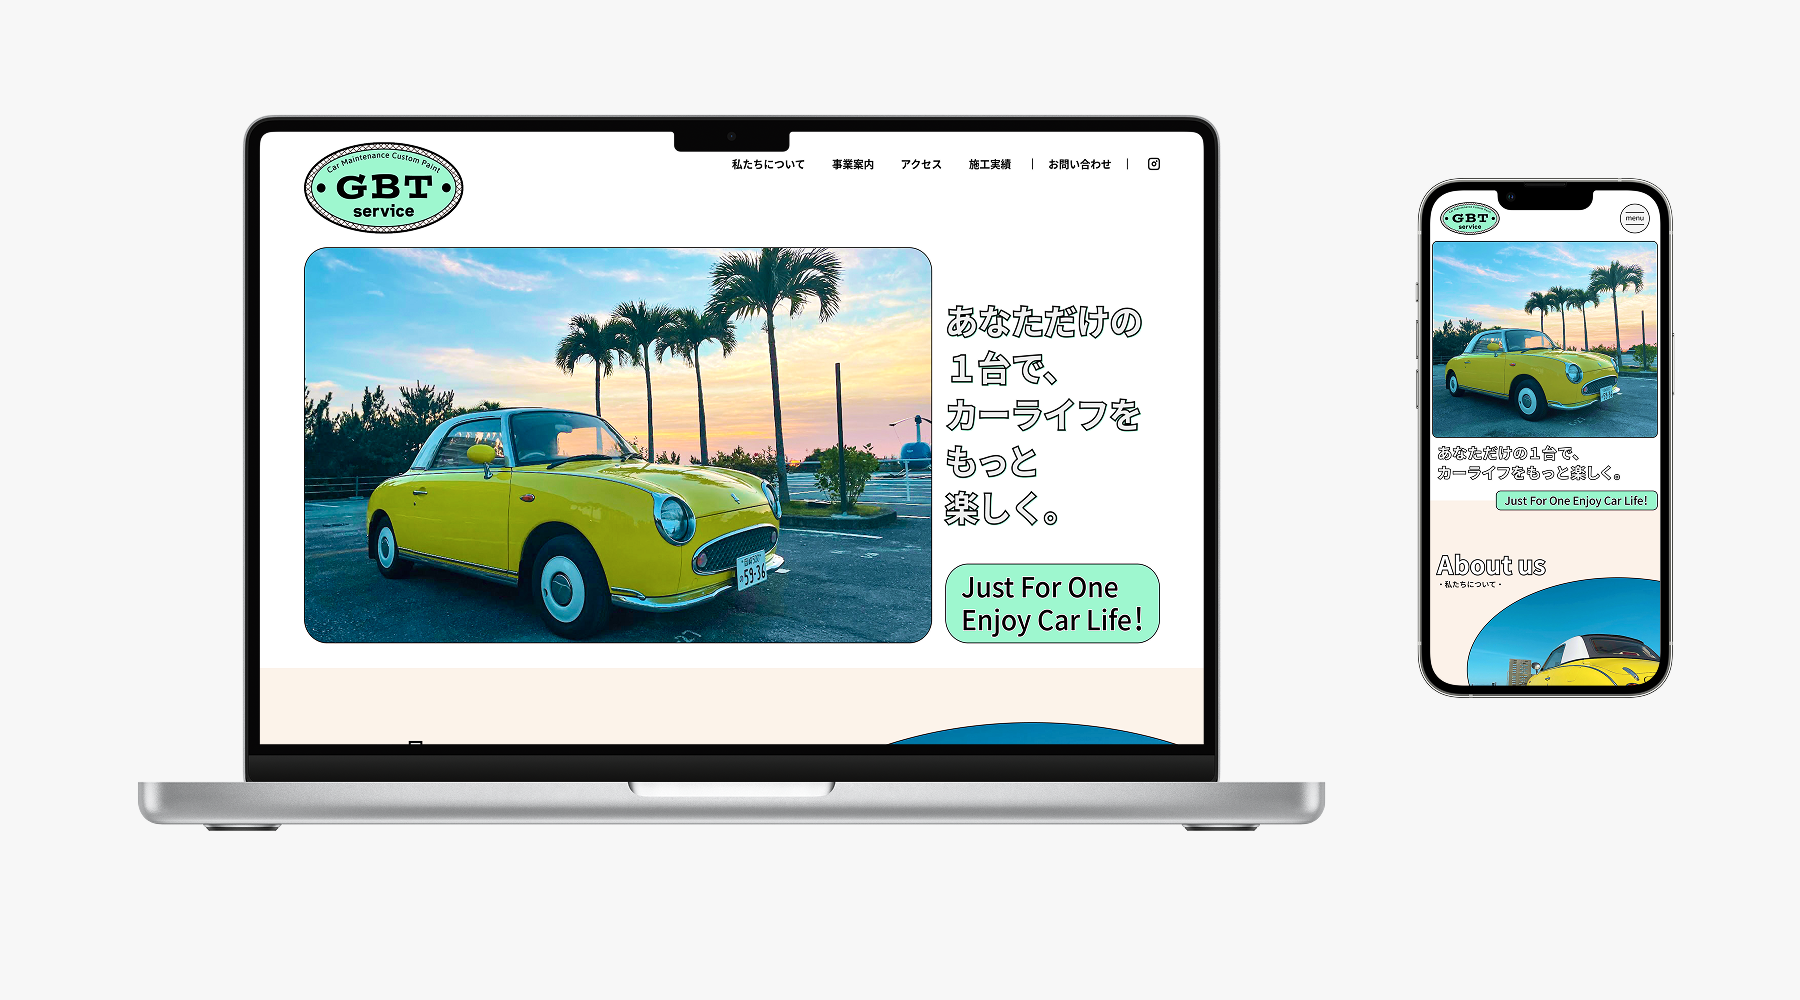 Car Maintenance Custom Paint
GBT
service
私たちについて 事業案内 アクセス 施工実績 お問い合わせ
あなただけの
１台で、
カーライフを
もっと
楽しく。
Just For One
Enjoy Car Life!
59-36
GBT
service
menu
あなただけの１台で、
カーライフをもっと楽しく。
Just For One Enjoy Car Life!
About us
・私たちについて・